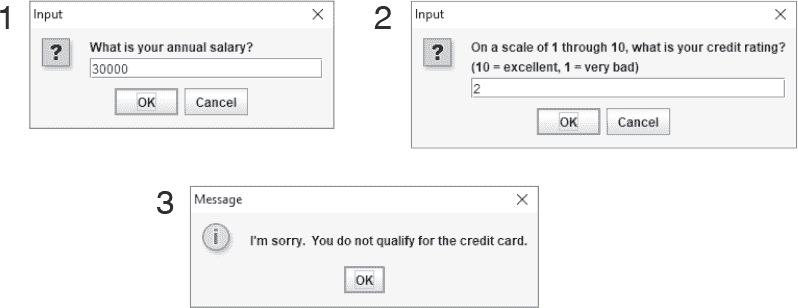 1
Input
What is your annual salary?
30000
OK Cancel
2
Input
On a scale of 1 through 10, what is your credit rating?
(10 = excellent, 1 = very bad)
2
OK Cancel
3
Message
I'm sorry.  You do not qualify for the credit card.
OK